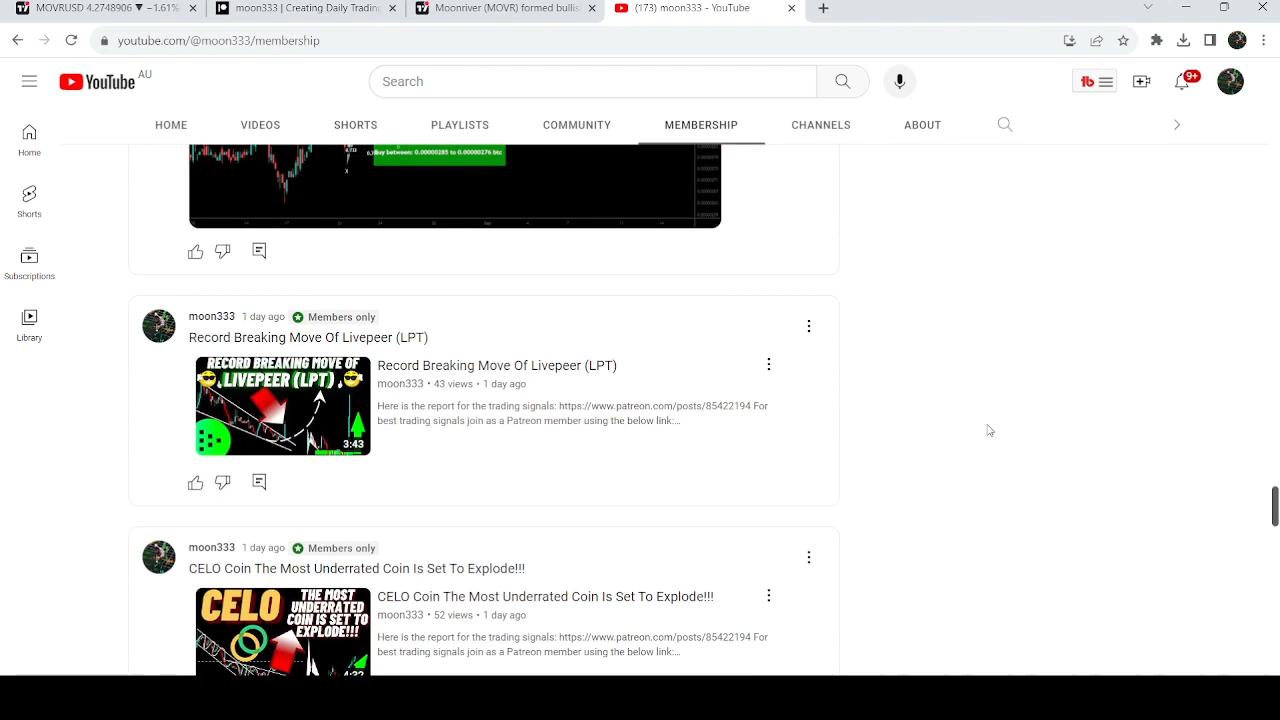 MOVRUSD 4.2748906 ▼ −1.61%
moon333 | Creating Daily Trading
Moonriver (MOVR) formed bullis
(173) moon333 - YouTube
youtube.com/@moon333/membership
YouTube AU
Search
9+
HOME VIDEOS SHORTS PLAYLISTS COMMUNITY MEMBERSHIP CHANNELS ABOUT
Home
Shorts
Subscriptions
Library
Buy between: 0.00000285 to 0.00000276 btc
X
moon333 1 day ago Members only
Record Breaking Move Of Livepeer (LPT)
RECORD BREAKING MOVE OF
LIVEPEER (LPT)
3:43
Record Breaking Move Of Livepeer (LPT)
moon333 • 43 views • 1 day ago
Here is the report for the trading signals: https://www.patreon.com/posts/85422194 For
best trading signals join as a Patreon member using the below link:...
moon333 1 day ago Members only
CELO Coin The Most Underrated Coin Is Set To Explode!!!
CELO
THE MOST
UNDERRATED
COIN IS SET TO
EXPLODE!!!
4:32
CELO Coin The Most Underrated Coin Is Set To Explode!!!
moon333 • 52 views • 1 day ago
Here is the report for the trading signals: https://www.patreon.com/posts/85422194 For
best trading signals join as a Patreon member using the below link:...